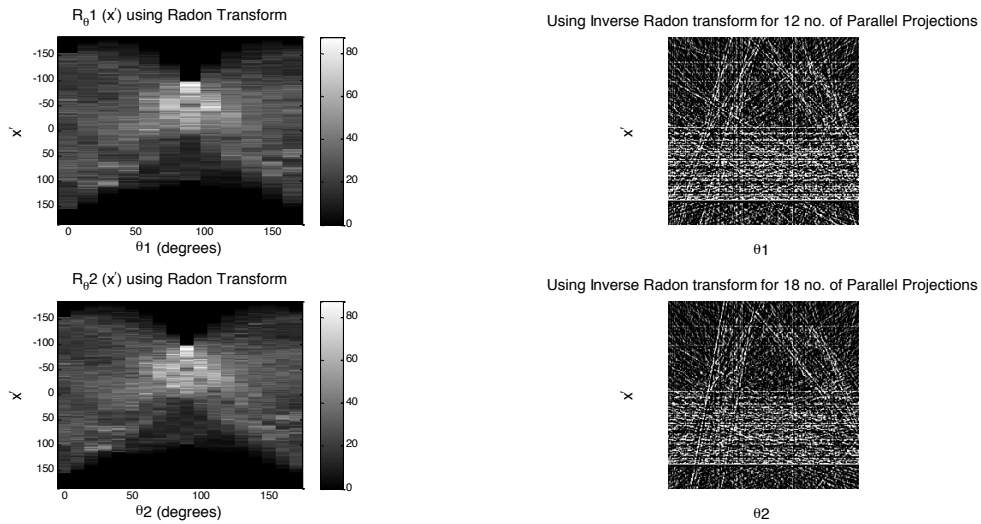 R_θ1 (x') using Radon Transform
-150
-100
-50
0
50
100
150
x'
0 50 100 150
θ1 (degrees)
80
60
40
20
0
Using Inverse Radon transform for 12 no. of Parallel Projections
x'
θ1
R_θ2 (x') using Radon Transform
-150
-100
-50
0
50
100
150
x'
0 50 100 150
θ2 (degrees)
80
60
40
20
0
Using Inverse Radon transform for 18 no. of Parallel Projections
x'
θ2